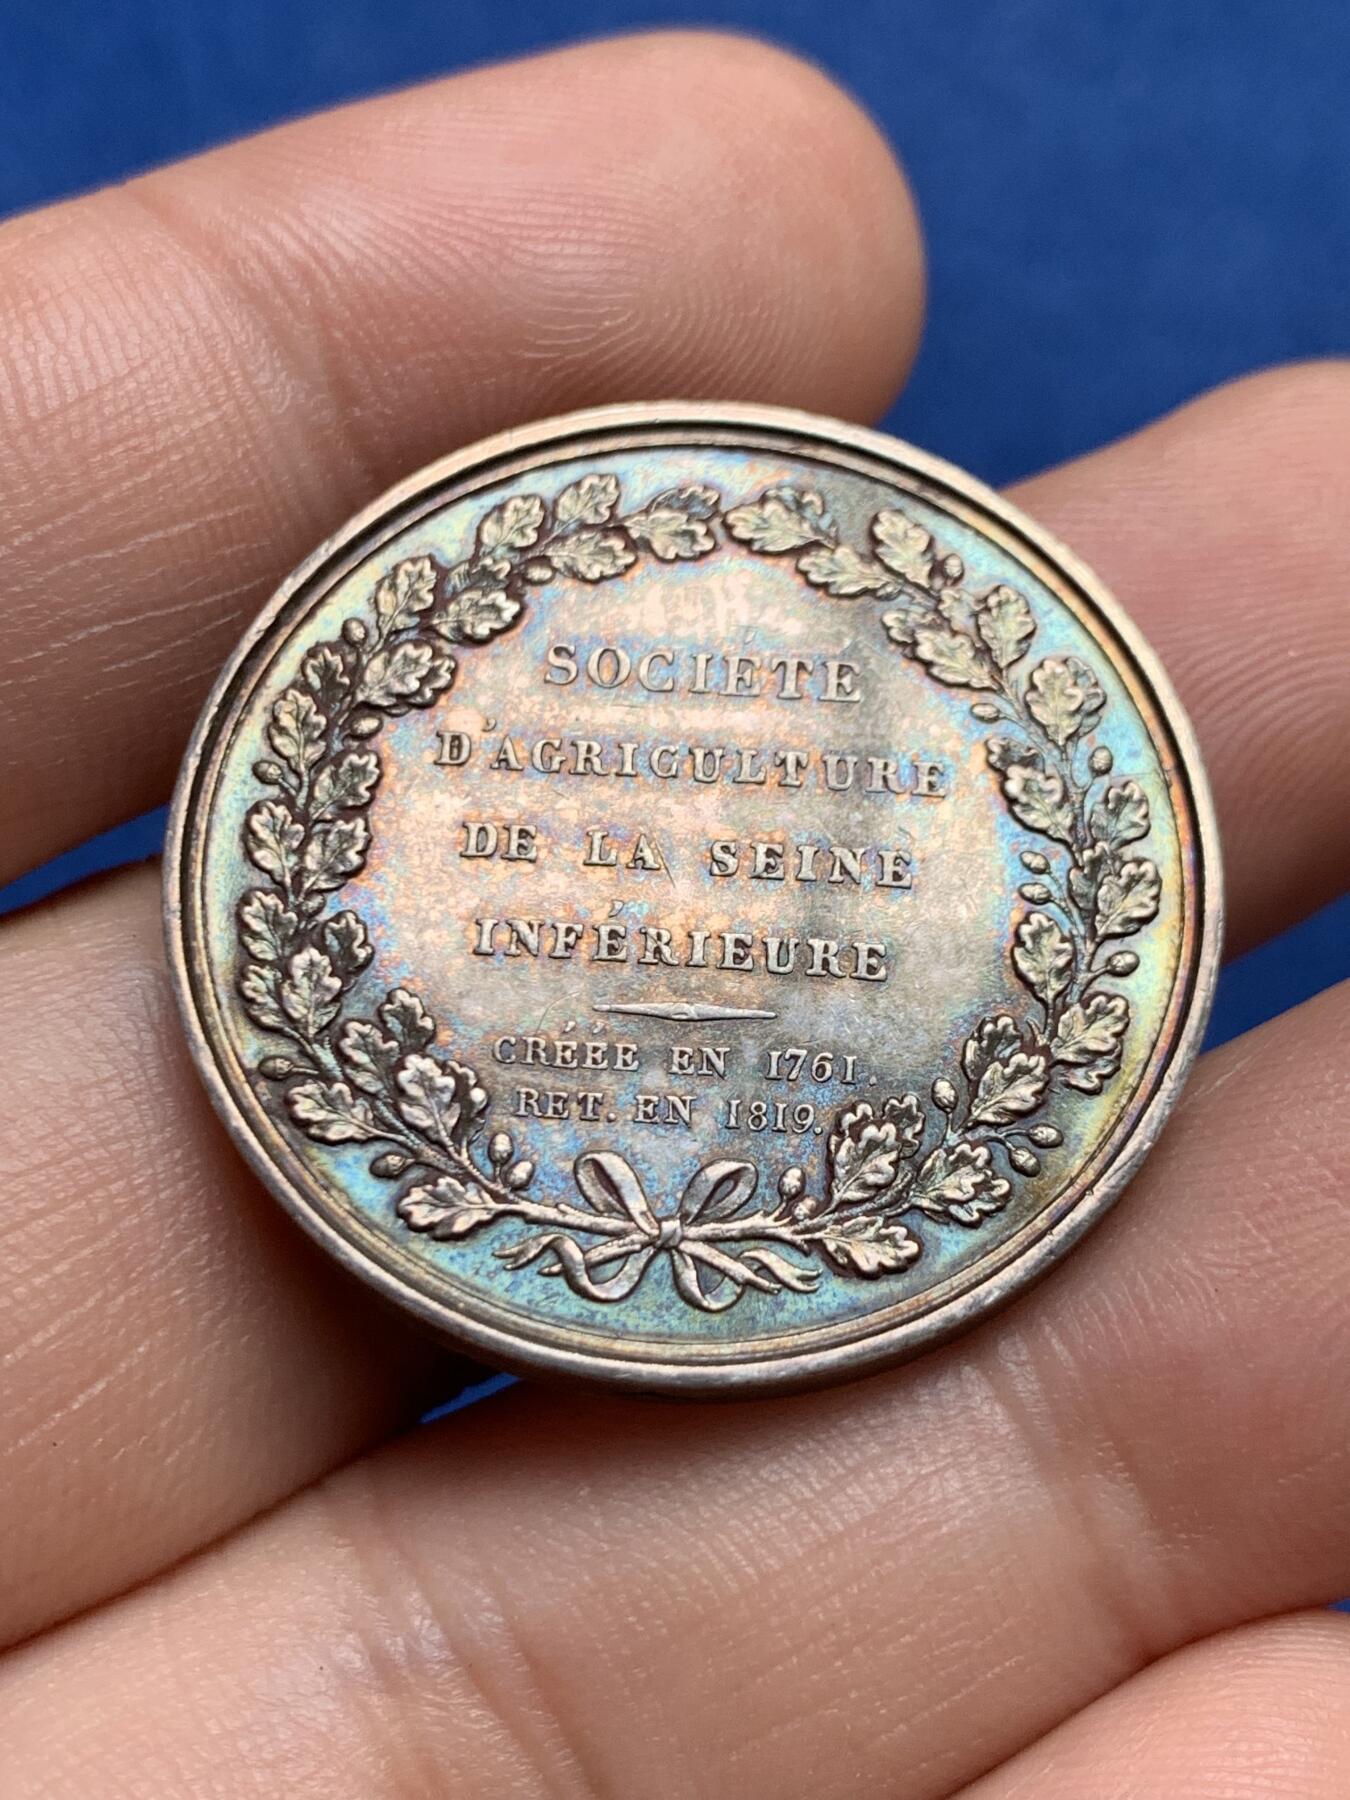 SOCIÉTÉ
D'AGRICULTURE
DE LA SEINE
INFÉRIEURE
CRÉÉE EN 1761.
RET. EN 1819.